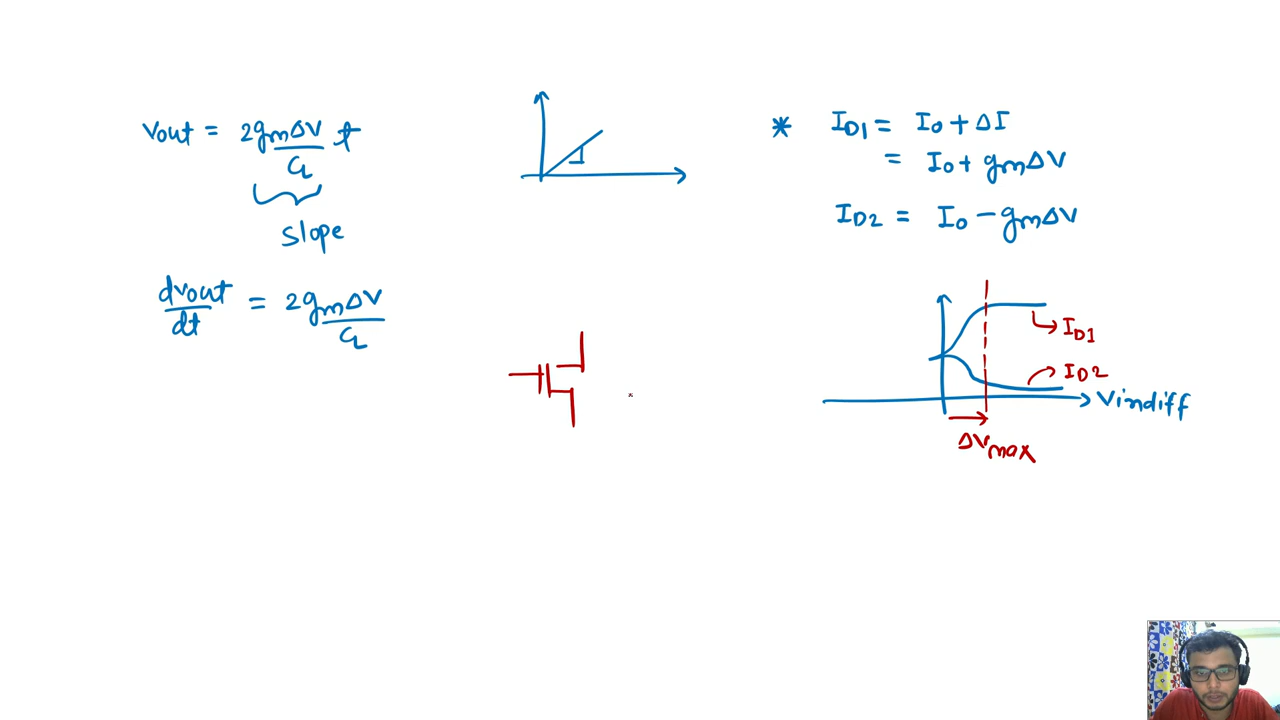 Vout = 2gmΔV/CL t
slope
dvout/dt = 2gmΔV/CL
* ID1 = I0 + ΔI
= I0 + gmΔV
ID2 = I0 - gmΔV
ID1
ID2
Vindiff
ΔVmax